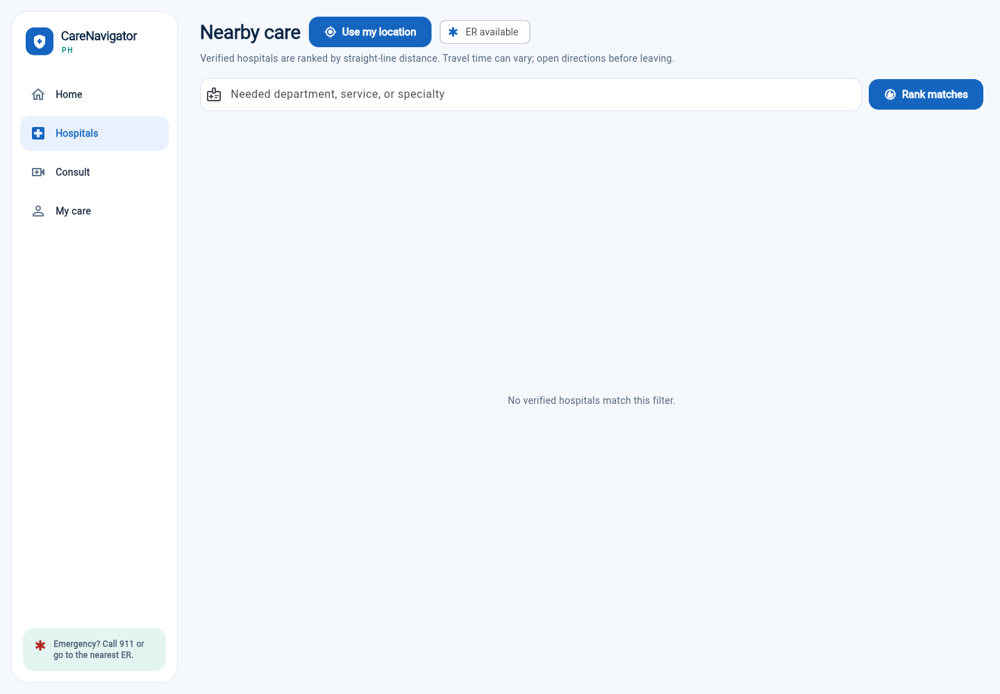 CareNavigator
PH
Home
Hospitals
Consult
My care
Emergency? Call 911 or
go to the nearest ER.
Nearby care
Use my location
ER available
Verified hospitals are ranked by straight-line distance. Travel time can vary; open directions before leaving.
Needed department, service, or specialty
Rank matches
No verified hospitals match this filter.